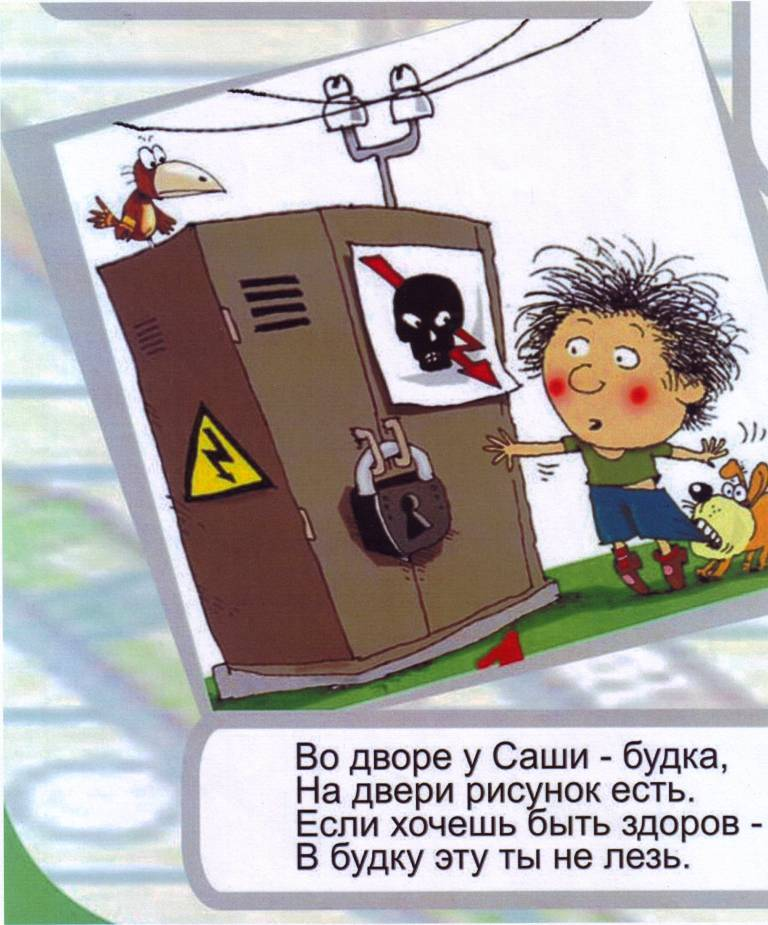 Во дворе у Саши - будка,
На двери рисунок есть.
Если хочешь быть здоров -
В будку эту ты не лезь.